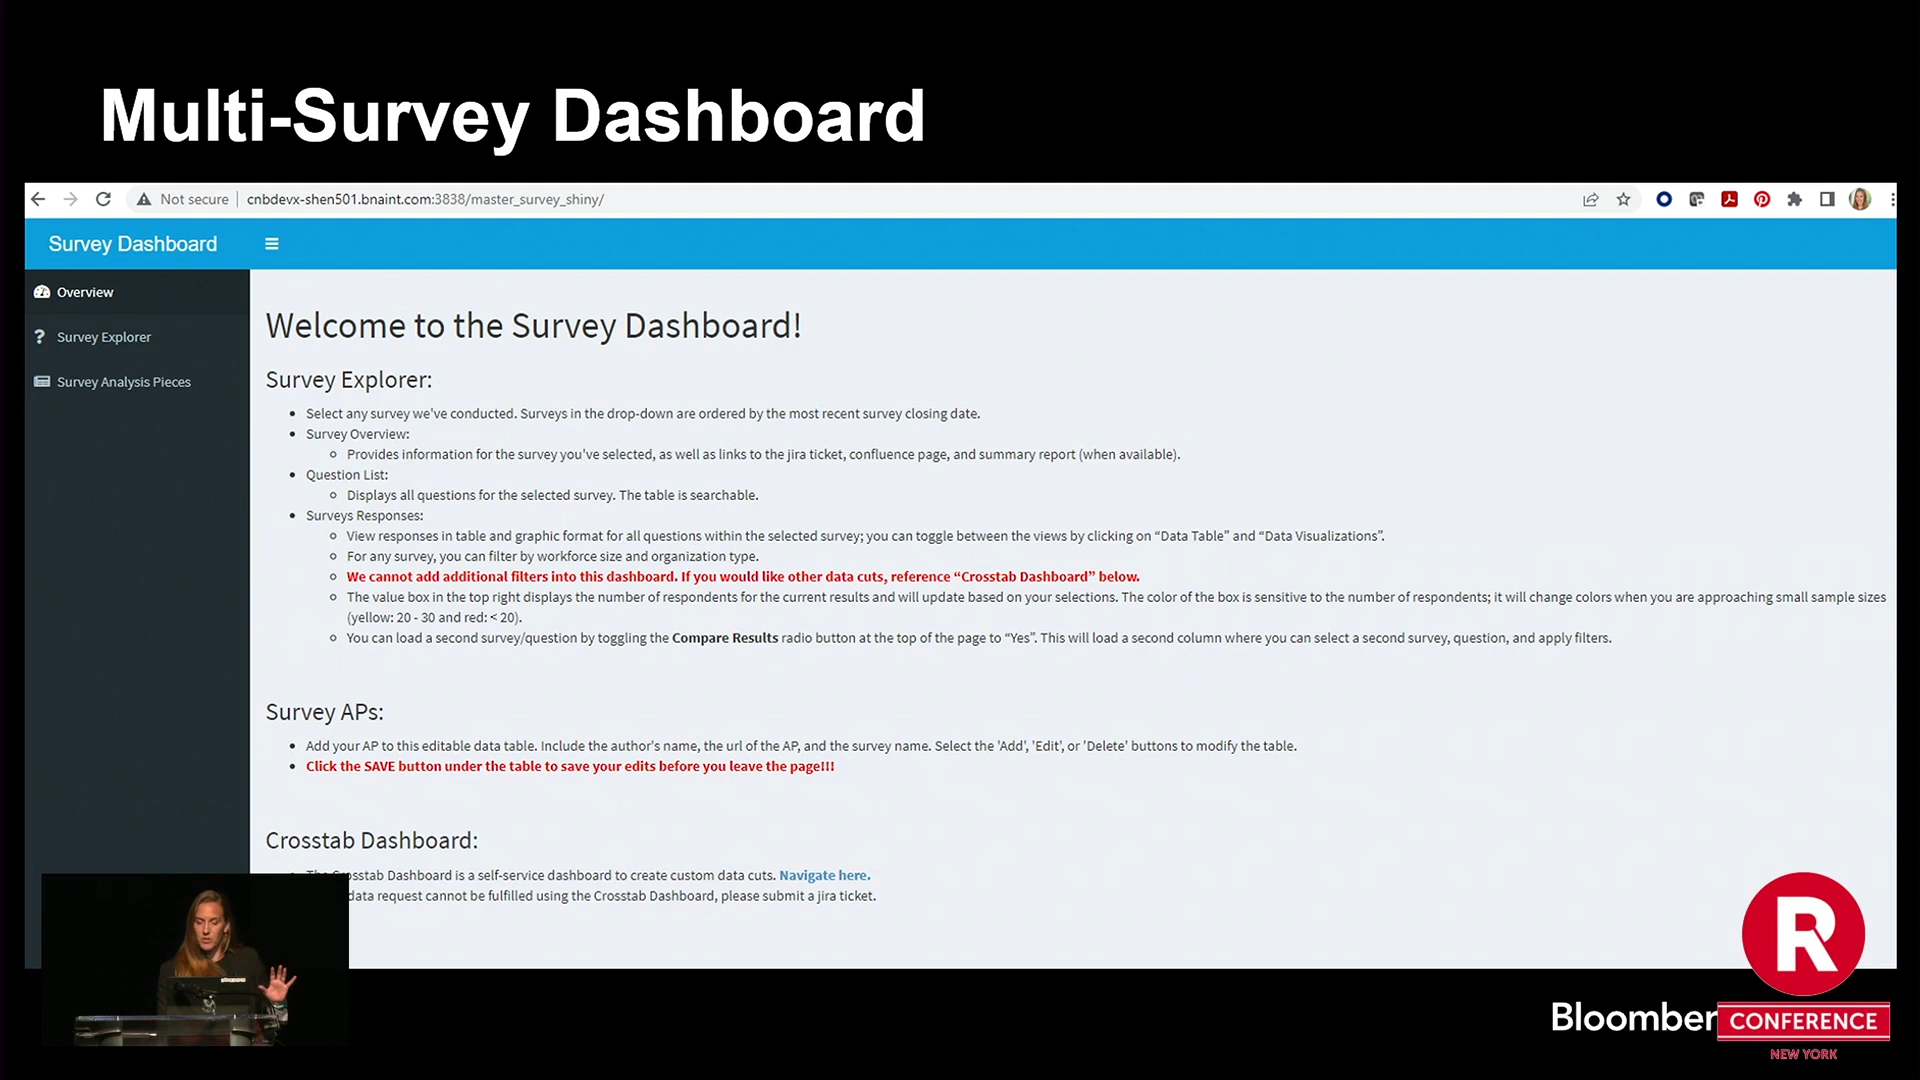 Multi-Survey Dashboard
Not secure
cnbdevx-shen501.bnaint.com:3838/master_survey_shiny/
Survey Dashboard
Overview
Survey Explorer
Survey Analysis Pieces
Welcome to the Survey Dashboard!
Survey Explorer:
Select any survey we've conducted. Surveys in the drop-down are ordered by the most recent survey closing date.
Survey Overview:
Provides information for the survey you've selected, as well as links to the jira ticket, confluence page, and summary report (when available).
Question List:
Displays all questions for the selected survey. The table is searchable.
Surveys Responses:
View responses in table and graphic format for all questions within the selected survey; you can toggle between the views by clicking on “Data Table” and “Data Visualizations”.
For any survey, you can filter by workforce size and organization type.
We cannot add additional filters into this dashboard. If you would like other data cuts, reference “Crosstab Dashboard” below.
The value box in the top right displays the number of respondents for the current results and will update based on your selections. The color of the box is sensitive to the number of respondents; it will change colors when you are approaching small sample sizes
(yellow: 20 - 30 and red: < 20).
You can load a second survey/question by toggling the Compare Results radio button at the top of the page to “Yes”. This will load a second column where you can select a second survey, question, and apply filters.
Survey APs:
Add your AP to this editable data table. Include the author's name, the url of the AP, and the survey name. Select the 'Add', 'Edit', or 'Delete' buttons to modify the table.
Click the SAVE button under the table to save your edits before you leave the page!!!
Crosstab Dashboard:
The Crosstab Dashboard is a self-service dashboard to create custom data cuts. Navigate here.
data request cannot be fulfilled using the Crosstab Dashboard, please submit a jira ticket.
R
Bloomber
CONFERENCE
NEW YORK